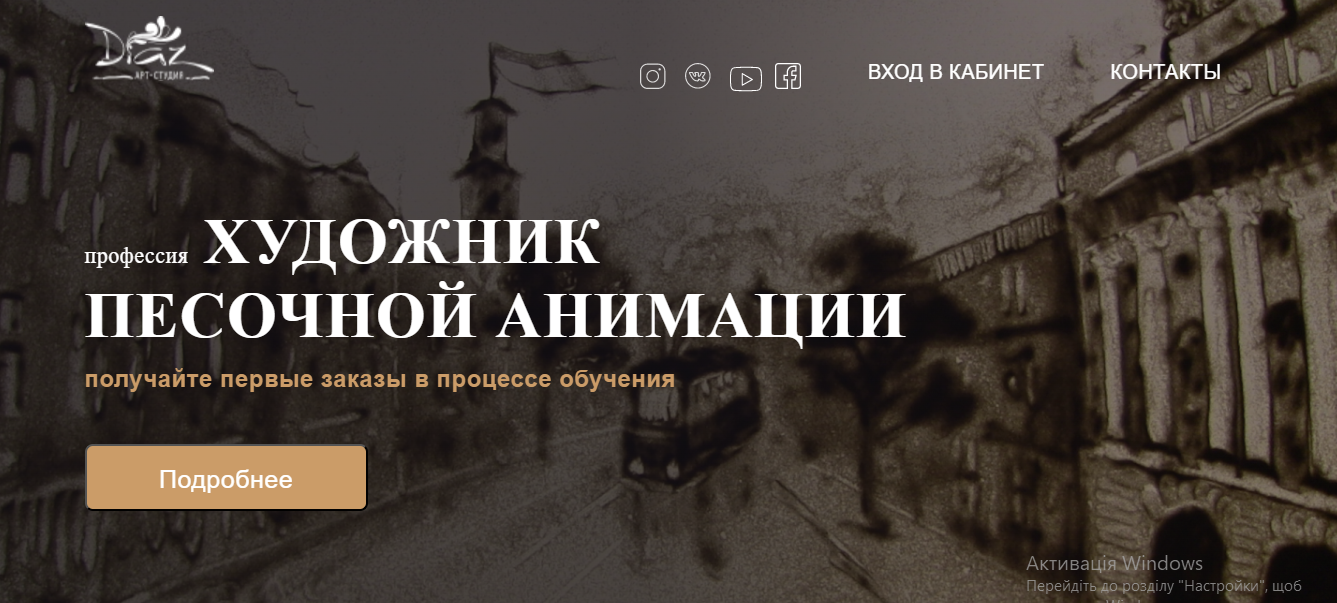 Diaz
АРТ-СТУДИЯ
ВХОД В КАБИНЕТ
КОНТАКТЫ
профессия ХУДОЖНИК
ПЕСОЧНОЙ АНИМАЦИИ
получайте первые заказы в процессе обучения
Подробнее
Активація Windows
Перейдіть до розділу "Настройки", щоб